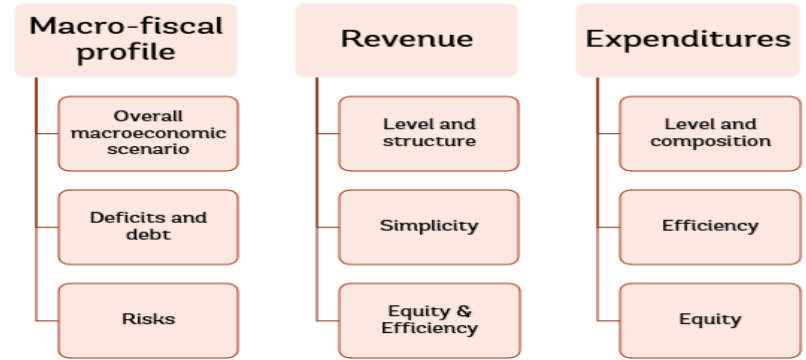 Macro-fiscal
profile
Overall
macroeconomic
scenario
Deficits and
debt
Risks
Revenue
Level and
structure
Simplicity
Equity &
Efficiency
Expenditures
Level and
composition
Efficiency
Equity